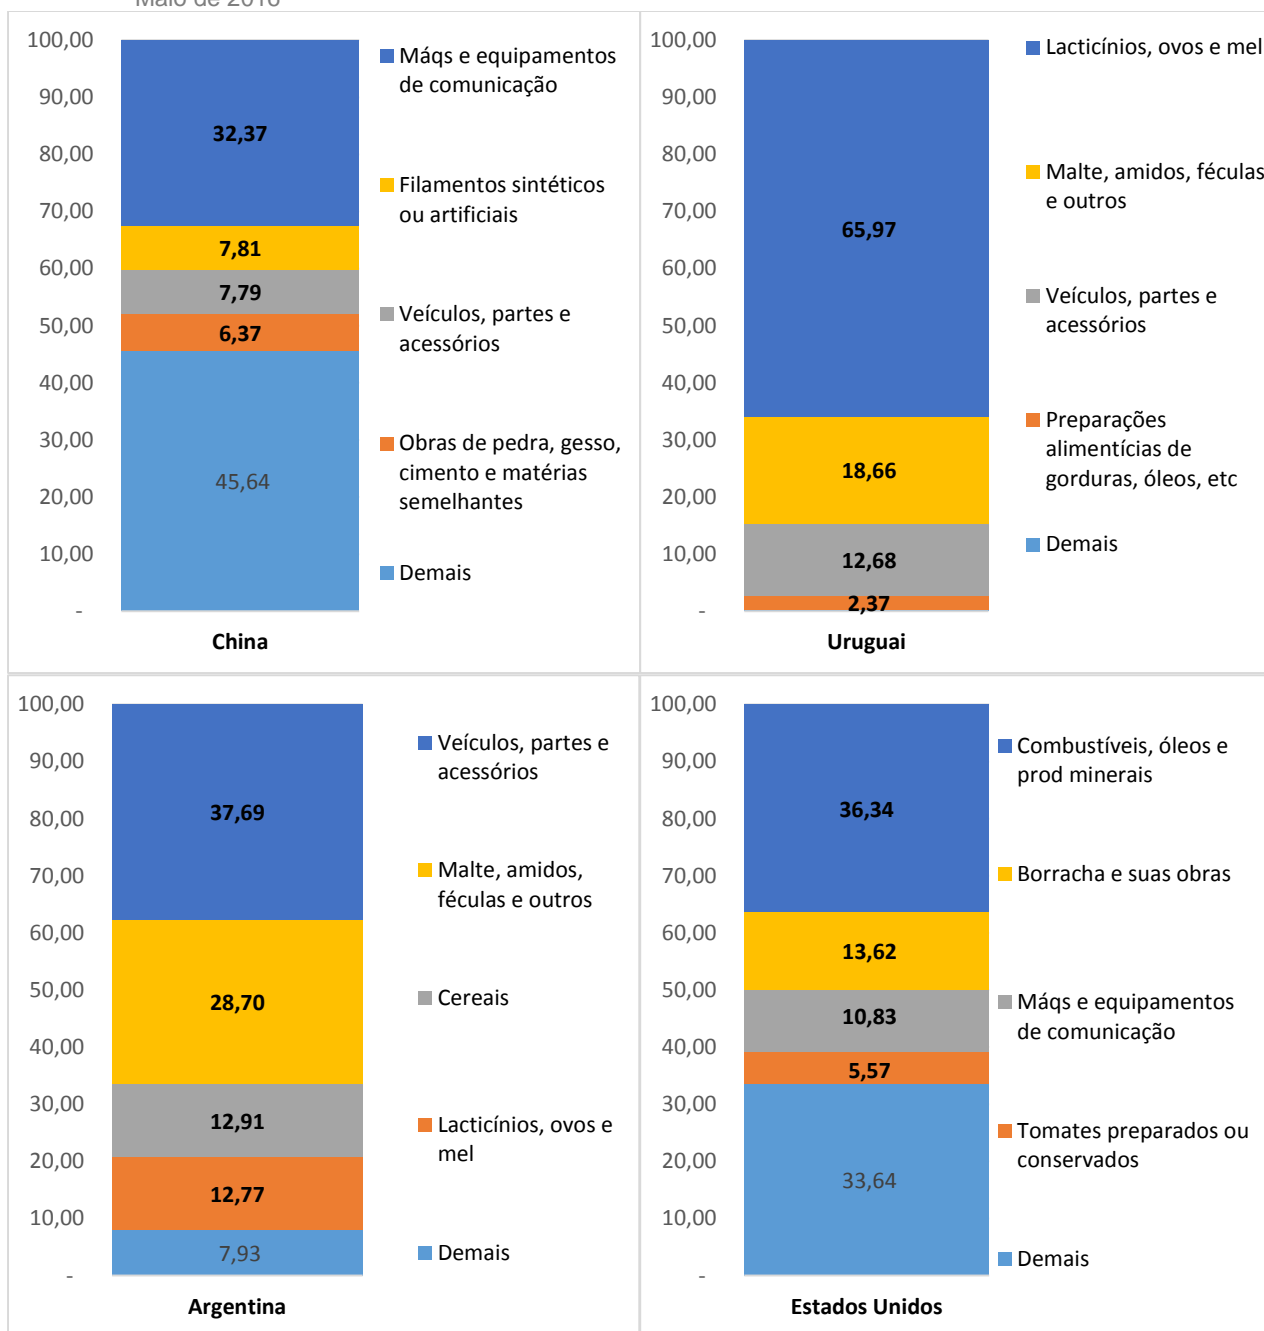 Maio de 2016
100,00
90,00
80,00
70,00
60,00
50,00
40,00
30,00
20,00
10,00
-
32,37
7,81
7,79
6,37
45,64
China
Máqs e equipamentos
de comunicação
Filamentos sintéticos
ou artificiais
Veículos, partes e
acessórios
Obras de pedra, gesso,
cimento e matérias
semelhantes
Demais
100,00
90,00
80,00
70,00
60,00
50,00
40,00
30,00
20,00
10,00
-
65,97
18,66
12,68
2,37
Uruguai
Lacticínios, ovos e mel
Malte, amidos, féculas
e outros
Veículos, partes e
acessórios
Preparações
alimentícias de
gorduras, óleos, etc
Demais
100,00
90,00
80,00
70,00
60,00
50,00
40,00
30,00
20,00
10,00
-
37,69
28,70
12,91
12,77
7,93
Argentina
Veículos, partes e
acessórios
Malte, amidos,
féculas e outros
Cereais
Lacticínios, ovos e
mel
Demais
100,00
90,00
80,00
70,00
60,00
50,00
40,00
30,00
20,00
10,00
-
36,34
13,62
10,83
5,57
33,64
Estados Unidos
Combustíveis, óleos e
prod minerais
Borracha e suas obras
Máqs e equipamentos
de comunicação
Tomates preparados ou
conservados
Demais